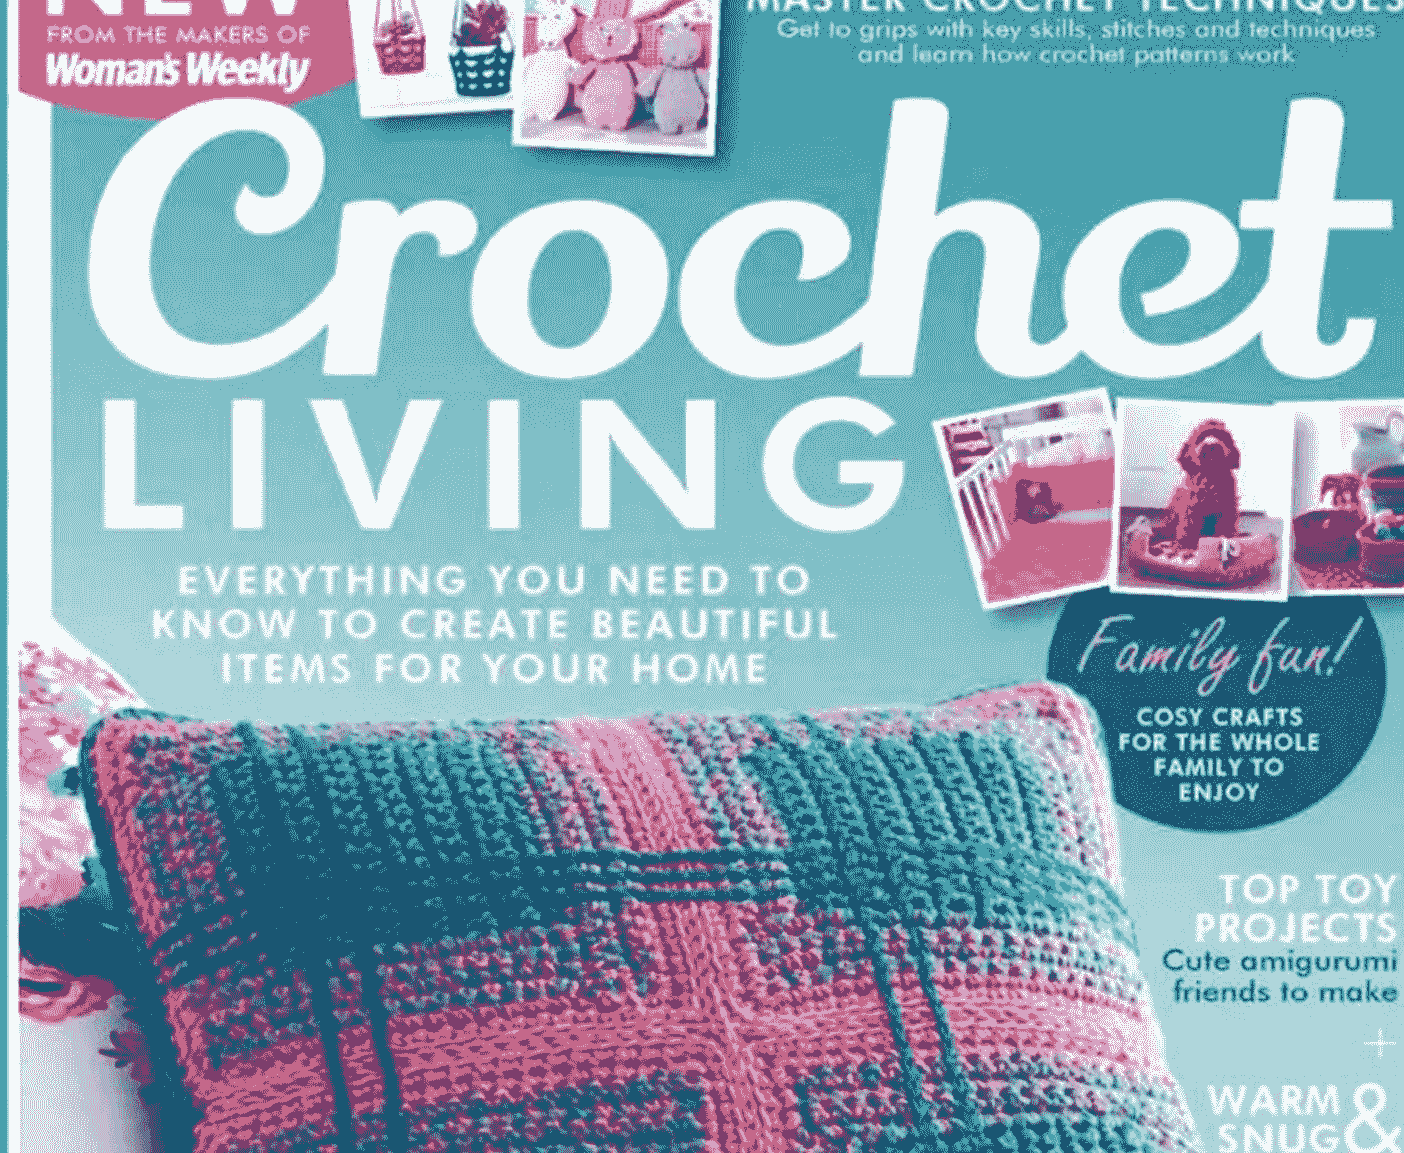 NEW
FROM THE MAKERS OF
Woman's Weekly
MASTER CROCHET TECHNIQUES
Get to grips with key skills, stitches and techniques
and learn how crochet patterns work
Crochet
LIVING
EVERYTHING YOU NEED TO
KNOW TO CREATE BEAUTIFUL
ITEMS FOR YOUR HOME
Family fun!
COSY CRAFTS
FOR THE WHOLE
FAMILY TO
ENJOY
TOP TOY
PROJECTS
Cute amigurumi
friends to make
+
WARM &
SNUG